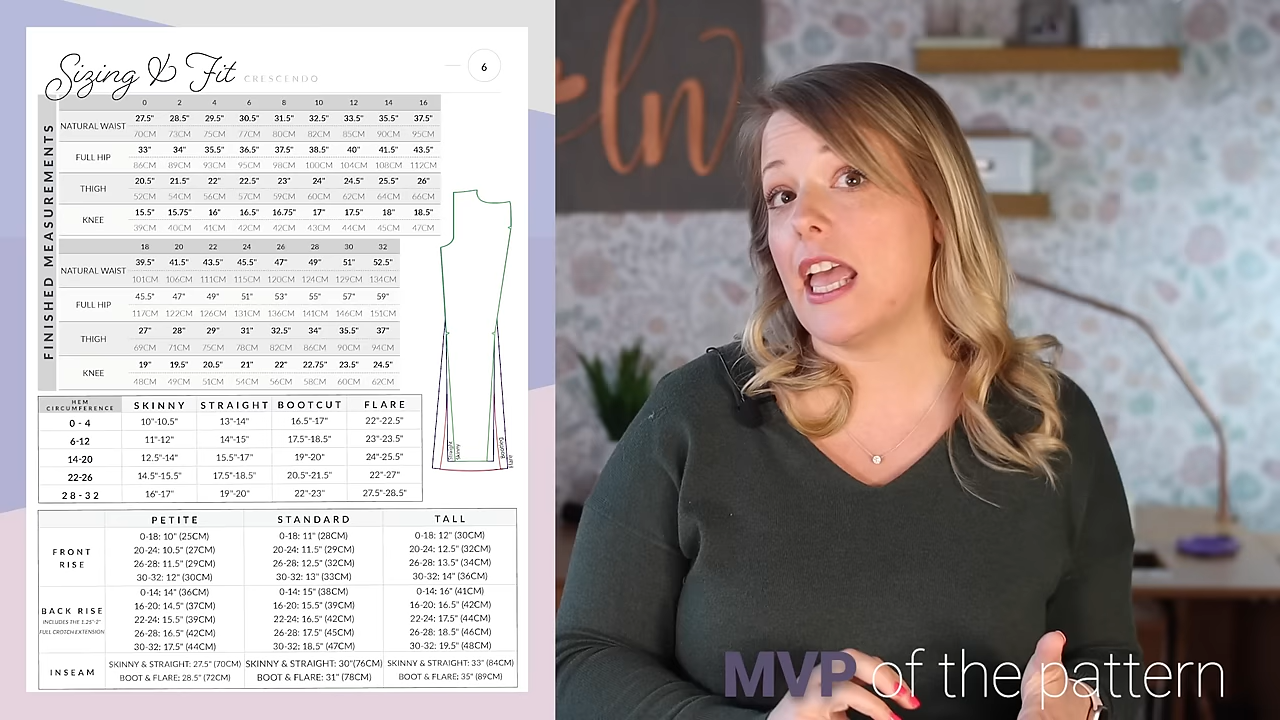 Sizing & Fit CRESCENDO 6
FINISHED MEASUREMENTS
0 2 4 6 8 10 12 14 16
NATURAL WAIST 27.5" 28.5" 29.5" 30.5" 31.5" 32.5" 33.5" 35.5" 37.5"
70CM 73CM 75CM 77CM 80CM 82CM 85CM 90CM 95CM
FULL HIP 33" 34" 35.5" 36.5" 37.5" 38.5" 40" 41.5" 43.5"
86CM 89CM 93CM 95CM 98CM 100CM 104CM 108CM 112CM
THIGH 20.5" 21.5" 22" 22.5" 23" 24" 24.5" 25.5" 26"
52CM 54CM 56CM 57CM 59CM 60CM 62CM 64CM 66CM
KNEE 15.5" 15.75" 16" 16.5" 16.75" 17" 17.5" 18" 18.5"
39CM 40CM 41CM 42CM 42CM 43CM 44CM 45CM 47CM
18 20 22 24 26 28 30 32
NATURAL WAIST 39.5" 41.5" 43.5" 45.5" 47" 49" 51" 52.5"
101CM 106CM 111CM 115CM 120CM 124CM 129CM 134CM
FULL HIP 45.5" 47" 49" 51" 53" 55" 57" 59"
117CM 122CM 126CM 131CM 136CM 141CM 146CM 151CM
THIGH 27" 28" 29" 31" 32.5" 34" 35.5" 37"
69CM 71CM 75CM 78CM 82CM 86CM 90CM 94CM
KNEE 19" 19.5" 20.5" 21" 22" 22.75" 23.5" 24.5"
48CM 49CM 51CM 54CM 56CM 58CM 60CM 62CM
HEM CIRCUMFERENCE SKINNY STRAIGHT BOOTCUT FLARE
0 - 4 10"-10.5" 13"-14" 16.5"-17" 22"-22.5"
6-12 11"-12" 14"-15" 17.5"-18.5" 23"-23.5"
14-20 12.5"-14" 15.5"-17" 19"-20" 24"-25.5"
22-26 14.5"-15.5" 17.5"-18.5" 20.5"-21.5" 22"-27"
28-32 16"-17" 19"-20" 22"-23" 27.5"-28.5"
Straight
Skinny
Bootleg
Flare
PETITE STANDARD TALL
FRONT RISE
0-18: 10" (25CM) 0-18: 11" (28CM) 0-18: 12" (30CM)
20-24: 10.5" (27CM) 20-24: 11.5" (29CM) 20-24: 12.5" (32CM)
26-28: 11.5" (29CM) 26-28: 12.5" (32CM) 26-28: 13.5" (34CM)
30-32: 12" (30CM) 30-32: 13" (33CM) 30-32: 14" (36CM)
BACK RISE
INCLUDES THE 1.25"-2"
FULL CROTCH EXTENSION
0-14: 14" (36CM) 0-14: 15" (38CM) 0-14: 16" (41CM)
16-20: 14.5" (37CM) 16-20: 15.5" (39CM) 16-20: 16.5" (42CM)
22-24: 15.5" (39CM) 22-24: 16.5" (42CM) 22-24: 17.5" (44CM)
26-28: 16.5" (42CM) 26-28: 17.5" (45CM) 26-28: 18.5" (46CM)
30-32: 17.5" (44CM) 30-32: 18.5" (47CM) 30-32: 19.5" (48CM)
INSEAM
SKINNY & STRAIGHT: 27.5" (70CM) SKINNY & STRAIGHT: 30"(76CM) SKINNY & STRAIGHT: 33" (84CM)
BOOT & FLARE: 28.5" (72CM) BOOT & FLARE: 31" (78CM) BOOT & FLARE: 35" (89CM)
ln
MVP of the pattern